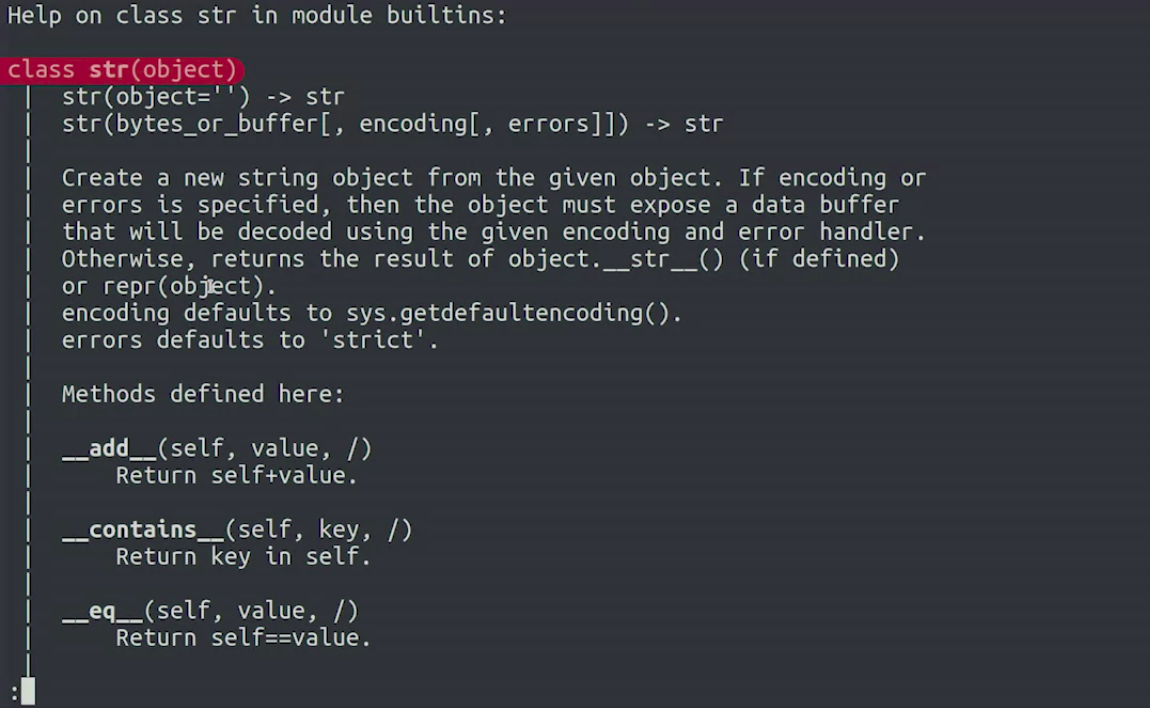 Help on class str in module builtins:
class str(object)
| str(object='') -> str
| str(bytes_or_buffer[, encoding[, errors]]) -> str
|
| Create a new string object from the given object. If encoding or
| errors is specified, then the object must expose a data buffer
| that will be decoded using the given encoding and error handler.
| Otherwise, returns the result of object.__str__() (if defined)
| or repr(object).
| encoding defaults to sys.getdefaultencoding().
| errors defaults to 'strict'.
|
| Methods defined here:
|
| __add__(self, value, /)
|     Return self+value.
|
| __contains__(self, key, /)
|     Return key in self.
|
| __eq__(self, value, /)
|     Return self==value.
|
: